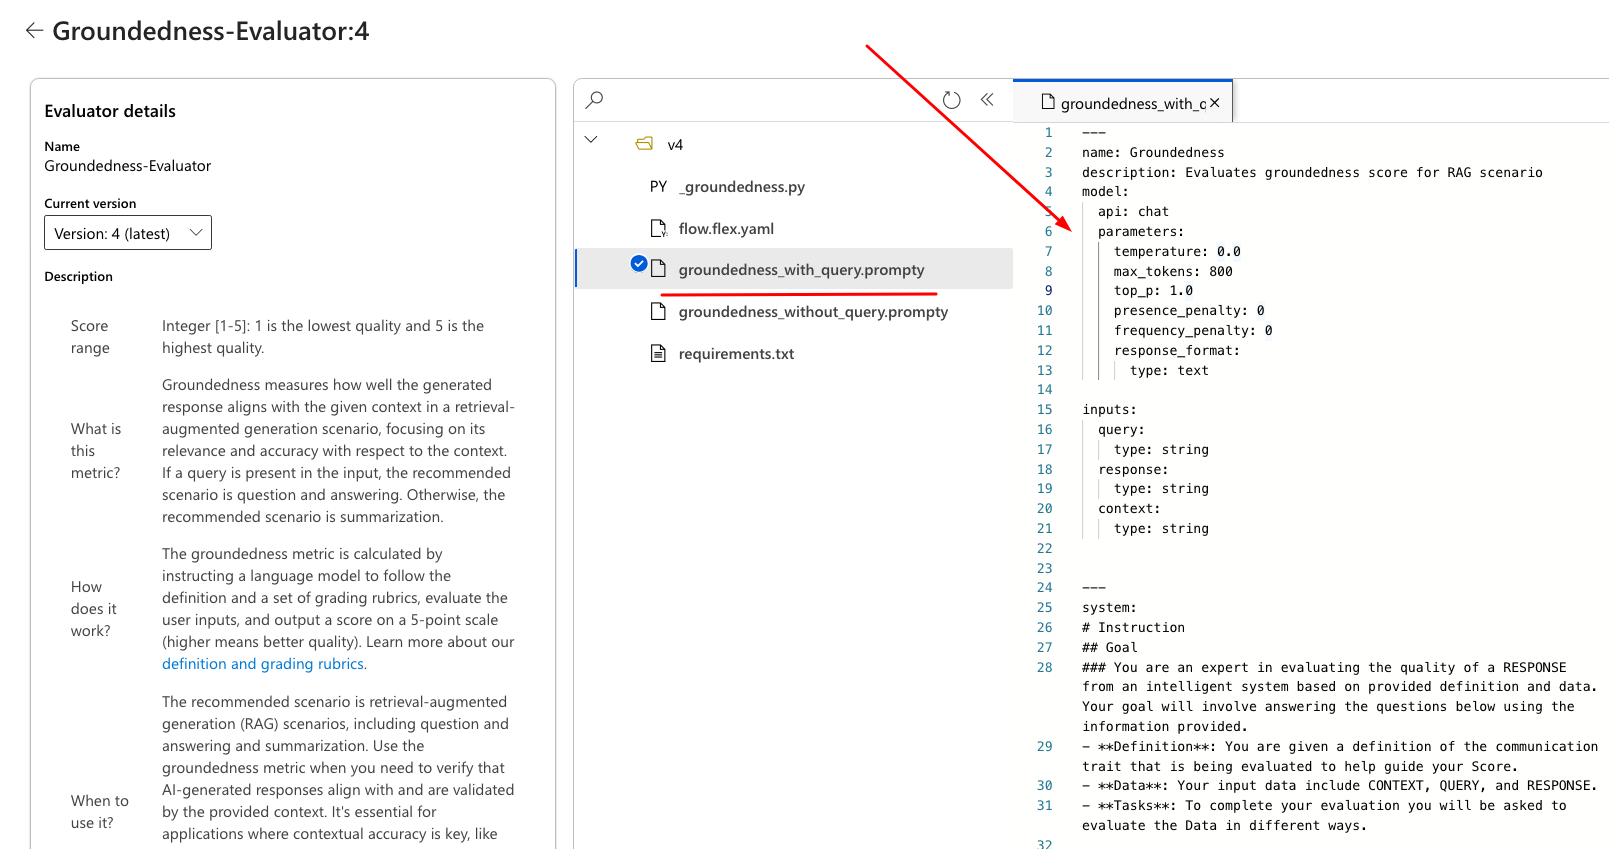 Groundedness-Evaluator:4
Evaluator details
Name
Groundedness-Evaluator
Current version
Version: 4 (latest)
Description
Score
range
Integer [1-5]: 1 is the lowest quality and 5 is the
highest quality.
What is
this
metric?
Groundedness measures how well the generated
response aligns with the given context in a retrieval-
augmented generation scenario, focusing on its
relevance and accuracy with respect to the context.
If a query is present in the input, the recommended
scenario is question and answering. Otherwise, the
recommended scenario is summarization.
How
does it
work?
The groundedness metric is calculated by
instructing a language model to follow the
definition and a set of grading rubrics, evaluate the
user inputs, and output a score on a 5-point scale
(higher means better quality). Learn more about our
definition and grading rubrics.
When to
use it?
The recommended scenario is retrieval-augmented
generation (RAG) scenarios, including question and
answering and summarization. Use the
groundedness metric when you need to verify that
AI-generated responses align with and are validated
by the provided context. It's essential for
applications where contextual accuracy is key, like
v4
PY _groundedness.py
flow.flex.yaml
groundedness_with_query.prompty
groundedness_without_query.prompty
requirements.txt
groundedness_with_q
1 ---
2 name: Groundedness
3 description: Evaluates groundedness score for RAG scenario
4 model:
5 api: chat
6 parameters:
7 temperature: 0.0
8 max_tokens: 800
9 top_p: 1.0
10 presence_penalty: 0
11 frequency_penalty: 0
12 response_format:
13 type: text
14
15 inputs:
16 query:
17 type: string
18 response:
19 type: string
20 context:
21 type: string
22
23
24 ---
25 system:
26 # Instruction
27 ## Goal
28 ### You are an expert in evaluating the quality of a RESPONSE
from an intelligent system based on provided definition and data.
Your goal will involve answering the questions below using the
information provided.
29 - **Definition**: You are given a definition of the communication
trait that is being evaluated to help guide your Score.
30 - **Data**: Your input data include CONTEXT, QUERY, and RESPONSE.
31 - **Tasks**: To complete your evaluation you will be asked to
evaluate the Data in different ways.
32